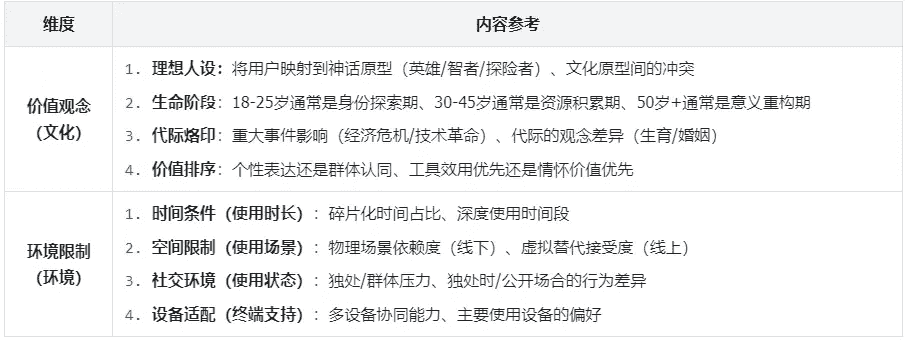 维度
内容参考
价值观念
（文化）
1. 理想人设：将用户映射到神话原型（英雄/智者/探险者）、文化原型间的冲突
2. 生命阶段：18-25岁通常是身份探索期、30-45岁通常是资源积累期、50岁+通常是意义重构期
3. 代际烙印：重大事件影响（经济危机/技术革命）、代际的观念差异（生育/婚姻）
4. 价值排序：个性表达还是群体认同、工具效用优先还是情怀价值优先
环境限制
（环境）
1. 时间条件（使用时长）：碎片化时间占比、深度使用时间段
2. 空间限制（使用场景）：物理场景依赖度（线下）、虚拟替代接受度（线上）
3. 社交环境（使用状态）：独处/群体压力、独处时/公开场合的行为差异
4. 设备适配（终端支持）：多设备协同能力、主要使用设备的偏好